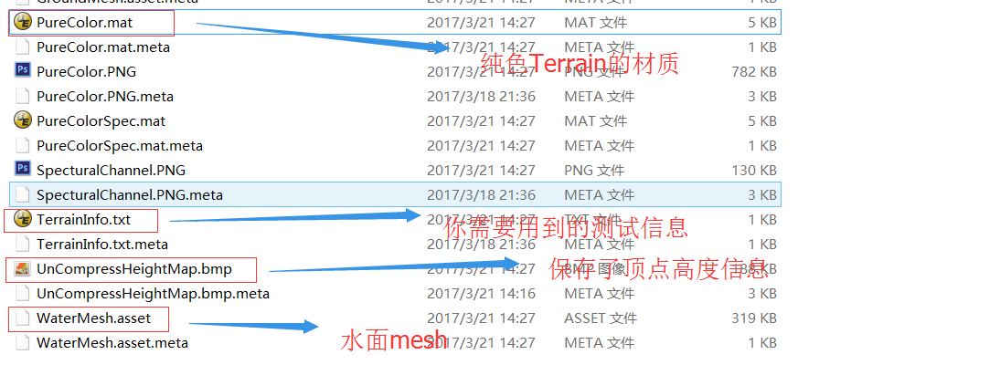 GroundMesh.asset.meta
PureColor.mat 2017/3/21 14:27 MAT 文件 5 KB
PureColor.mat.meta 2017/3/21 14:27 META 文件 1 KB
纯色Terrain的材质
PureColor.PNG 2017/3/21 14:27 PNG 文件 782 KB
PureColor.PNG.meta 2017/3/18 21:36 META 文件 3 KB
PureColorSpec.mat 2017/3/21 14:27 MAT 文件 5 KB
PureColorSpec.mat.meta 2017/3/21 14:27 META 文件 1 KB
SpecturalChannel.PNG 2017/3/21 14:27 PNG 文件 130 KB
SpecturalChannel.PNG.meta 2017/3/18 21:36 META 文件 3 KB
TerrainInfo.txt 2017/3/21 14:27 TXT 文件 1 KB
你需要用到的测试信息
TerrainInfo.txt.meta 2017/3/18 21:36 META 文件 1 KB
UnCompressHeightMap.bmp 2017/3/21 14:27 BMP 图像 KB
保存了顶点高度信息
UnCompressHeightMap.bmp.meta 2017/3/21 14:16 META 文件 3 KB
WaterMesh.asset 2017/3/21 14:27 ASSET 文件 319 KB
水面mesh
WaterMesh.asset.meta 2017/3/21 14:27 META 文件 1 KB